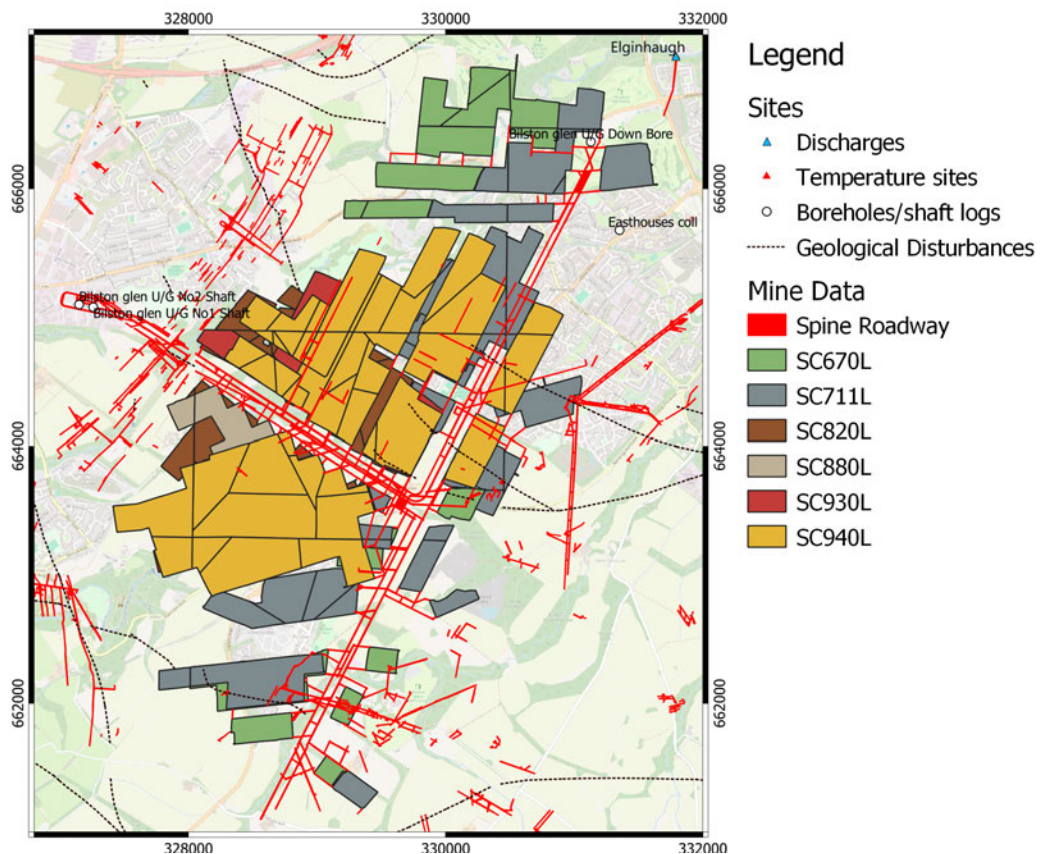 328000
330000
332000
Elginhaugh
Bilston glen U/G Down Bore
666000
666000
Easthouses coll
Bilston glen U/G No2 Shaft
Bilston glen U/G No1 Shaft
664000
664000
662000
662000
328000
330000
332000
Legend
Sites
Discharges
Temperature sites
Boreholes/shaft logs
Geological Disturbances
Mine Data
Spine Roadway
SC670L
SC711L
SC820L
SC880L
SC930L
SC940L